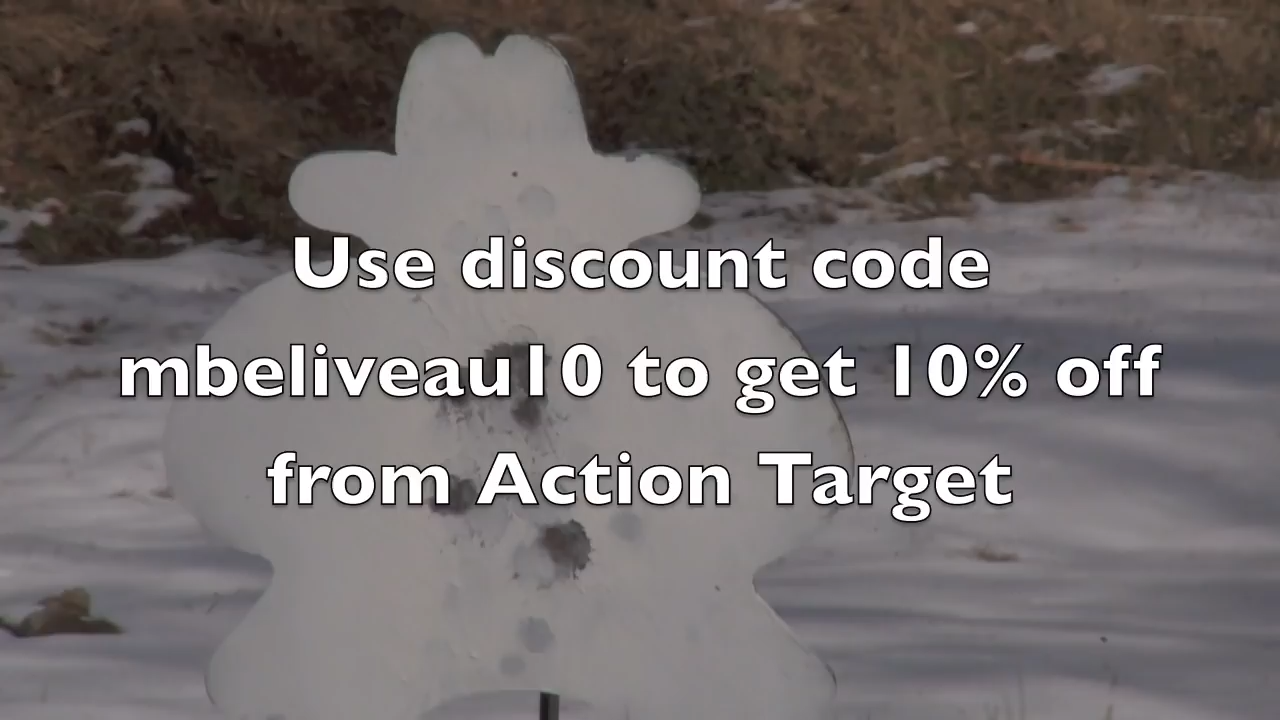 Use discount code
mbeliveau10 to get 10% off
from Action Target